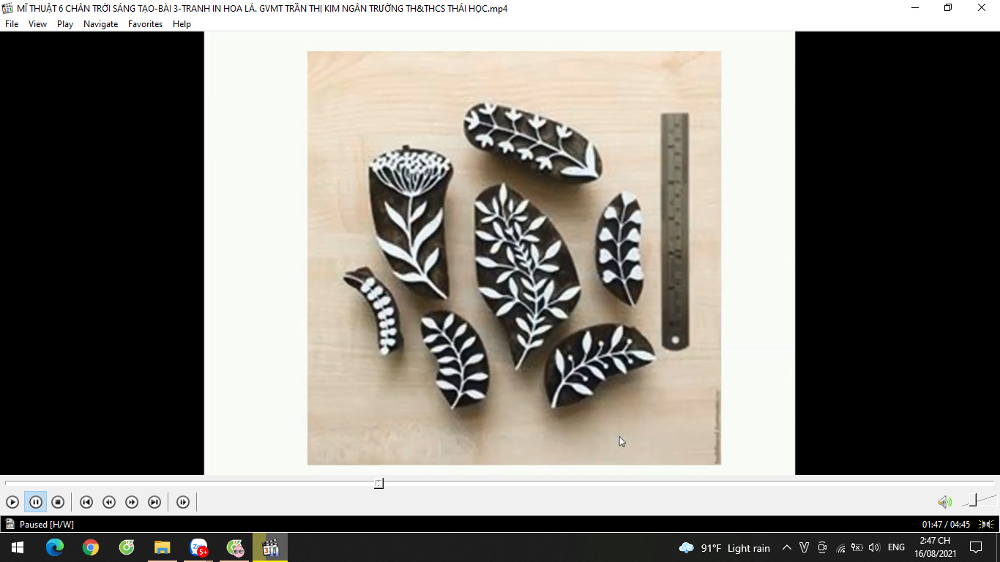 MĨ THUẬT 6 CHÂN TRỜI SÁNG TẠO-BÀI 3-TRANH IN HOA LÁ. GVMT TRẦN THỊ KIM NGÂN TRƯỜNG TH&THCS THÁI HỌC.mp4
File View Play Navigate Favorites Help
Paused [H/W]
01:47 / 04:45
5+
91°F Light rain
ENG
2:47 CH
16/08/2021